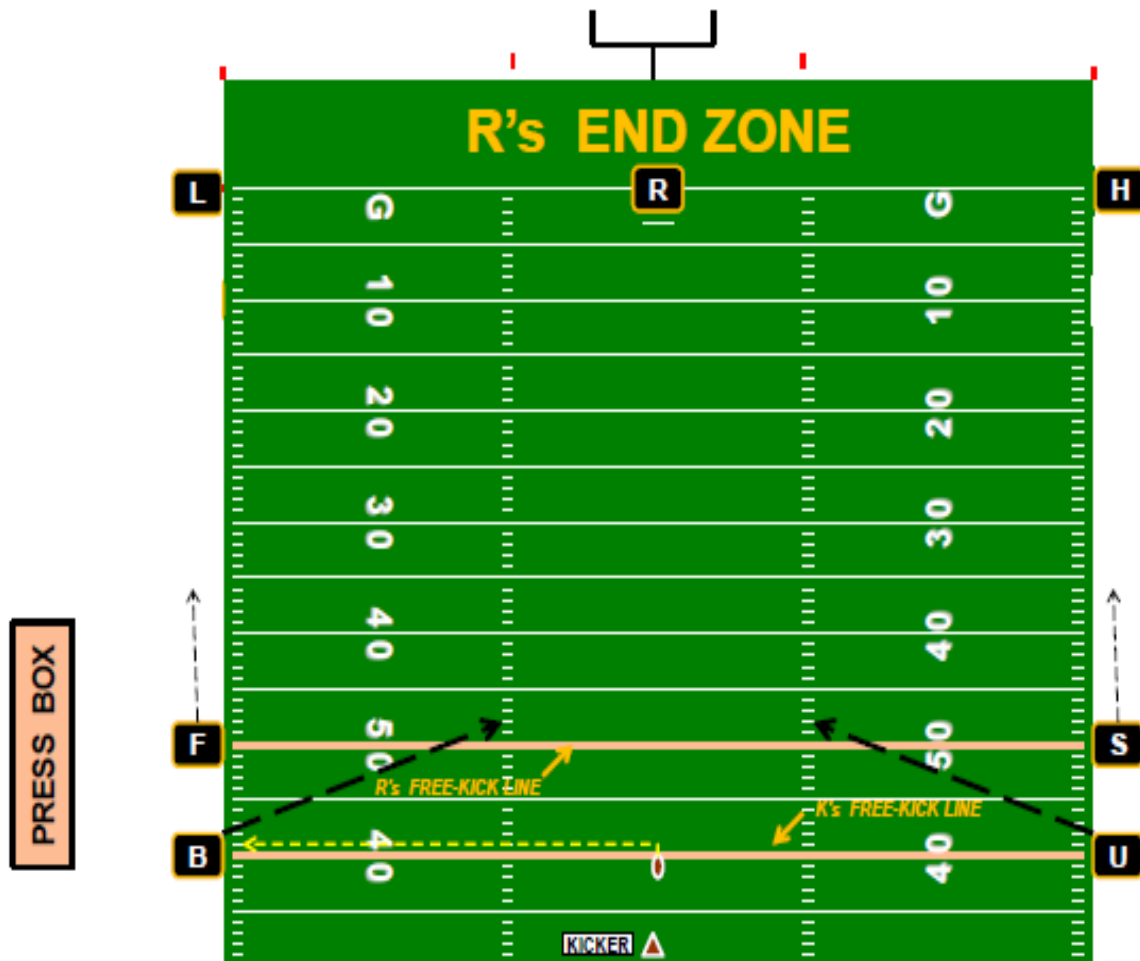 R's END ZONE
L
R
H
G
G
10
10
20
20
30
30
40
40
PRESS BOX
F
50
50
S
R's FREE-KICK LINE
K's FREE-KICK LINE
B
40
40
U
KICKER